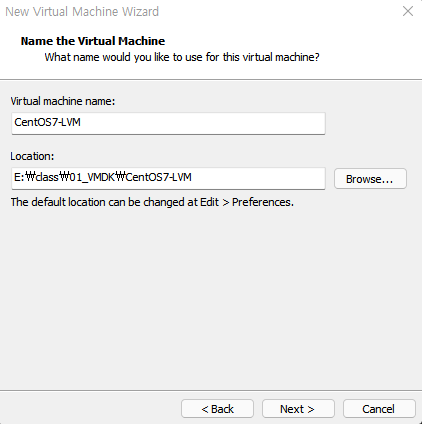 New Virtual Machine Wizard
Name the Virtual Machine
What name would you like to use for this virtual machine?
Virtual machine name:
CentOS7-LVM
Location:
E:₩class₩01_VMDK₩CentOS7-LVM
Browse...
The default location can be changed at Edit > Preferences.
< Back
Next >
Cancel